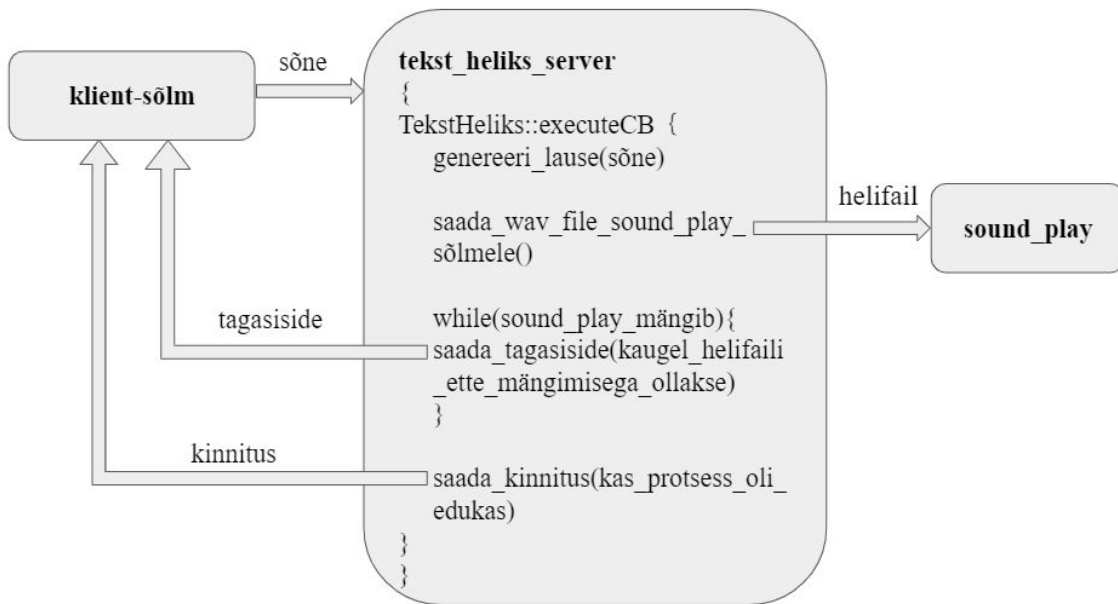 klient-sõlm
sõne
tekst_heliks_server
{
TekstHeliks::executeCB {
genereeri_lause(sõne)
saada_wav_file_sound_play_
sõlmele()
helifail
sound_play
while(sound_play_mängib){
saada_tagasiside(kaugel_helifaili
_ette_mängimisega_ollakse)
}
tagasiside
saada_kinnitus(kas_protsess_oli_
edukas)
kinnitus
}
}